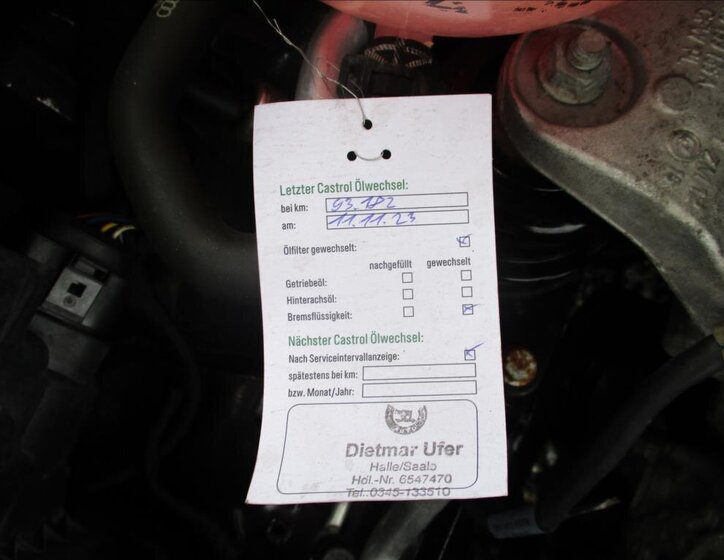 Letzter Castrol Ölwechsel:
bei km: 93.182
am: 11.11.23
Ölfilter gewechselt:
nachgefüllt gewechselt
Getriebeöl:
Hinterachsöl:
Bremsflüssigkeit:
Nächster Castrol Ölwechsel:
Nach Serviceintervallanzeige:
spätestens bei km:
bzw. Monat/Jahr:
Dietmar Ufer
Halle/Saale
Hdl.-Nr. 6547470
Tel.:0345-133510